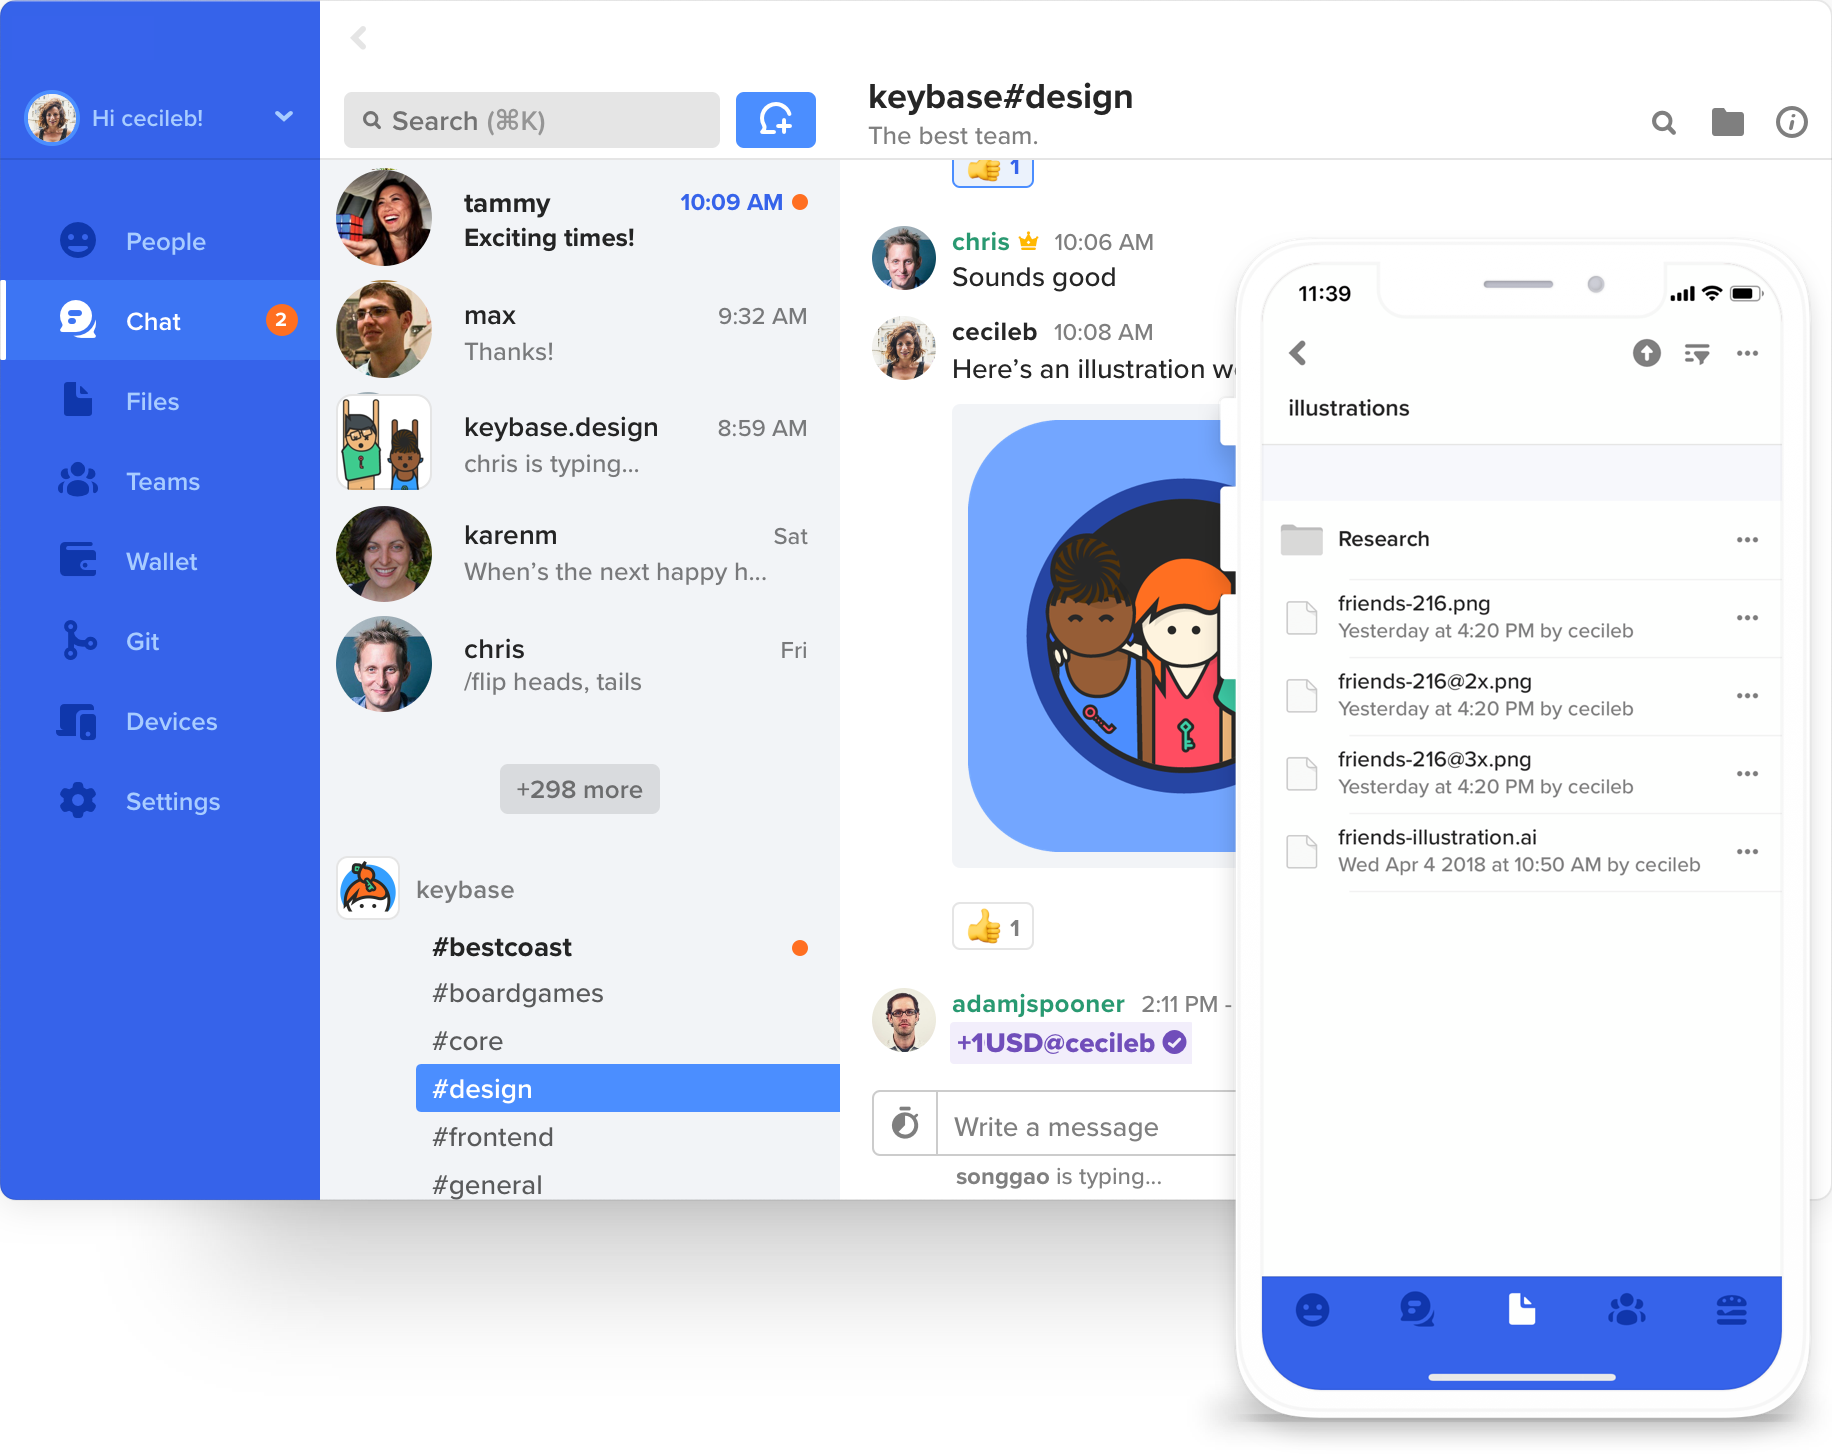 Hi cecileb!
People
Chat
2
Files
Teams
Wallet
Git
Devices
Settings
Search (⌘K)
tammy 10:09 AM
Exciting times!
max 9:32 AM
Thanks!
keybase.design 8:59 AM
chris is typing...
karenm Sat
When’s the next happy h...
chris Fri
/flip heads, tails
+298 more
keybase
#bestcoast
#boardgames
#core
#design
#frontend
#general
keybase#design
The best team.
1
chris 10:06 AM
Sounds good
cecileb 10:08 AM
Here’s an illustration
1
adamjspooner 2:11 PM -
+1USD@cecileb
Write a message
songgao is typing...
11:39
illustrations
Research
friends-216.png
Yesterday at 4:20 PM by cecileb
friends-216@2x.png
Yesterday at 4:20 PM by cecileb
friends-216@3x.png
Yesterday at 4:20 PM by cecileb
friends-illustration.ai
Wed Apr 4 2018 at 10:50 AM by cecileb